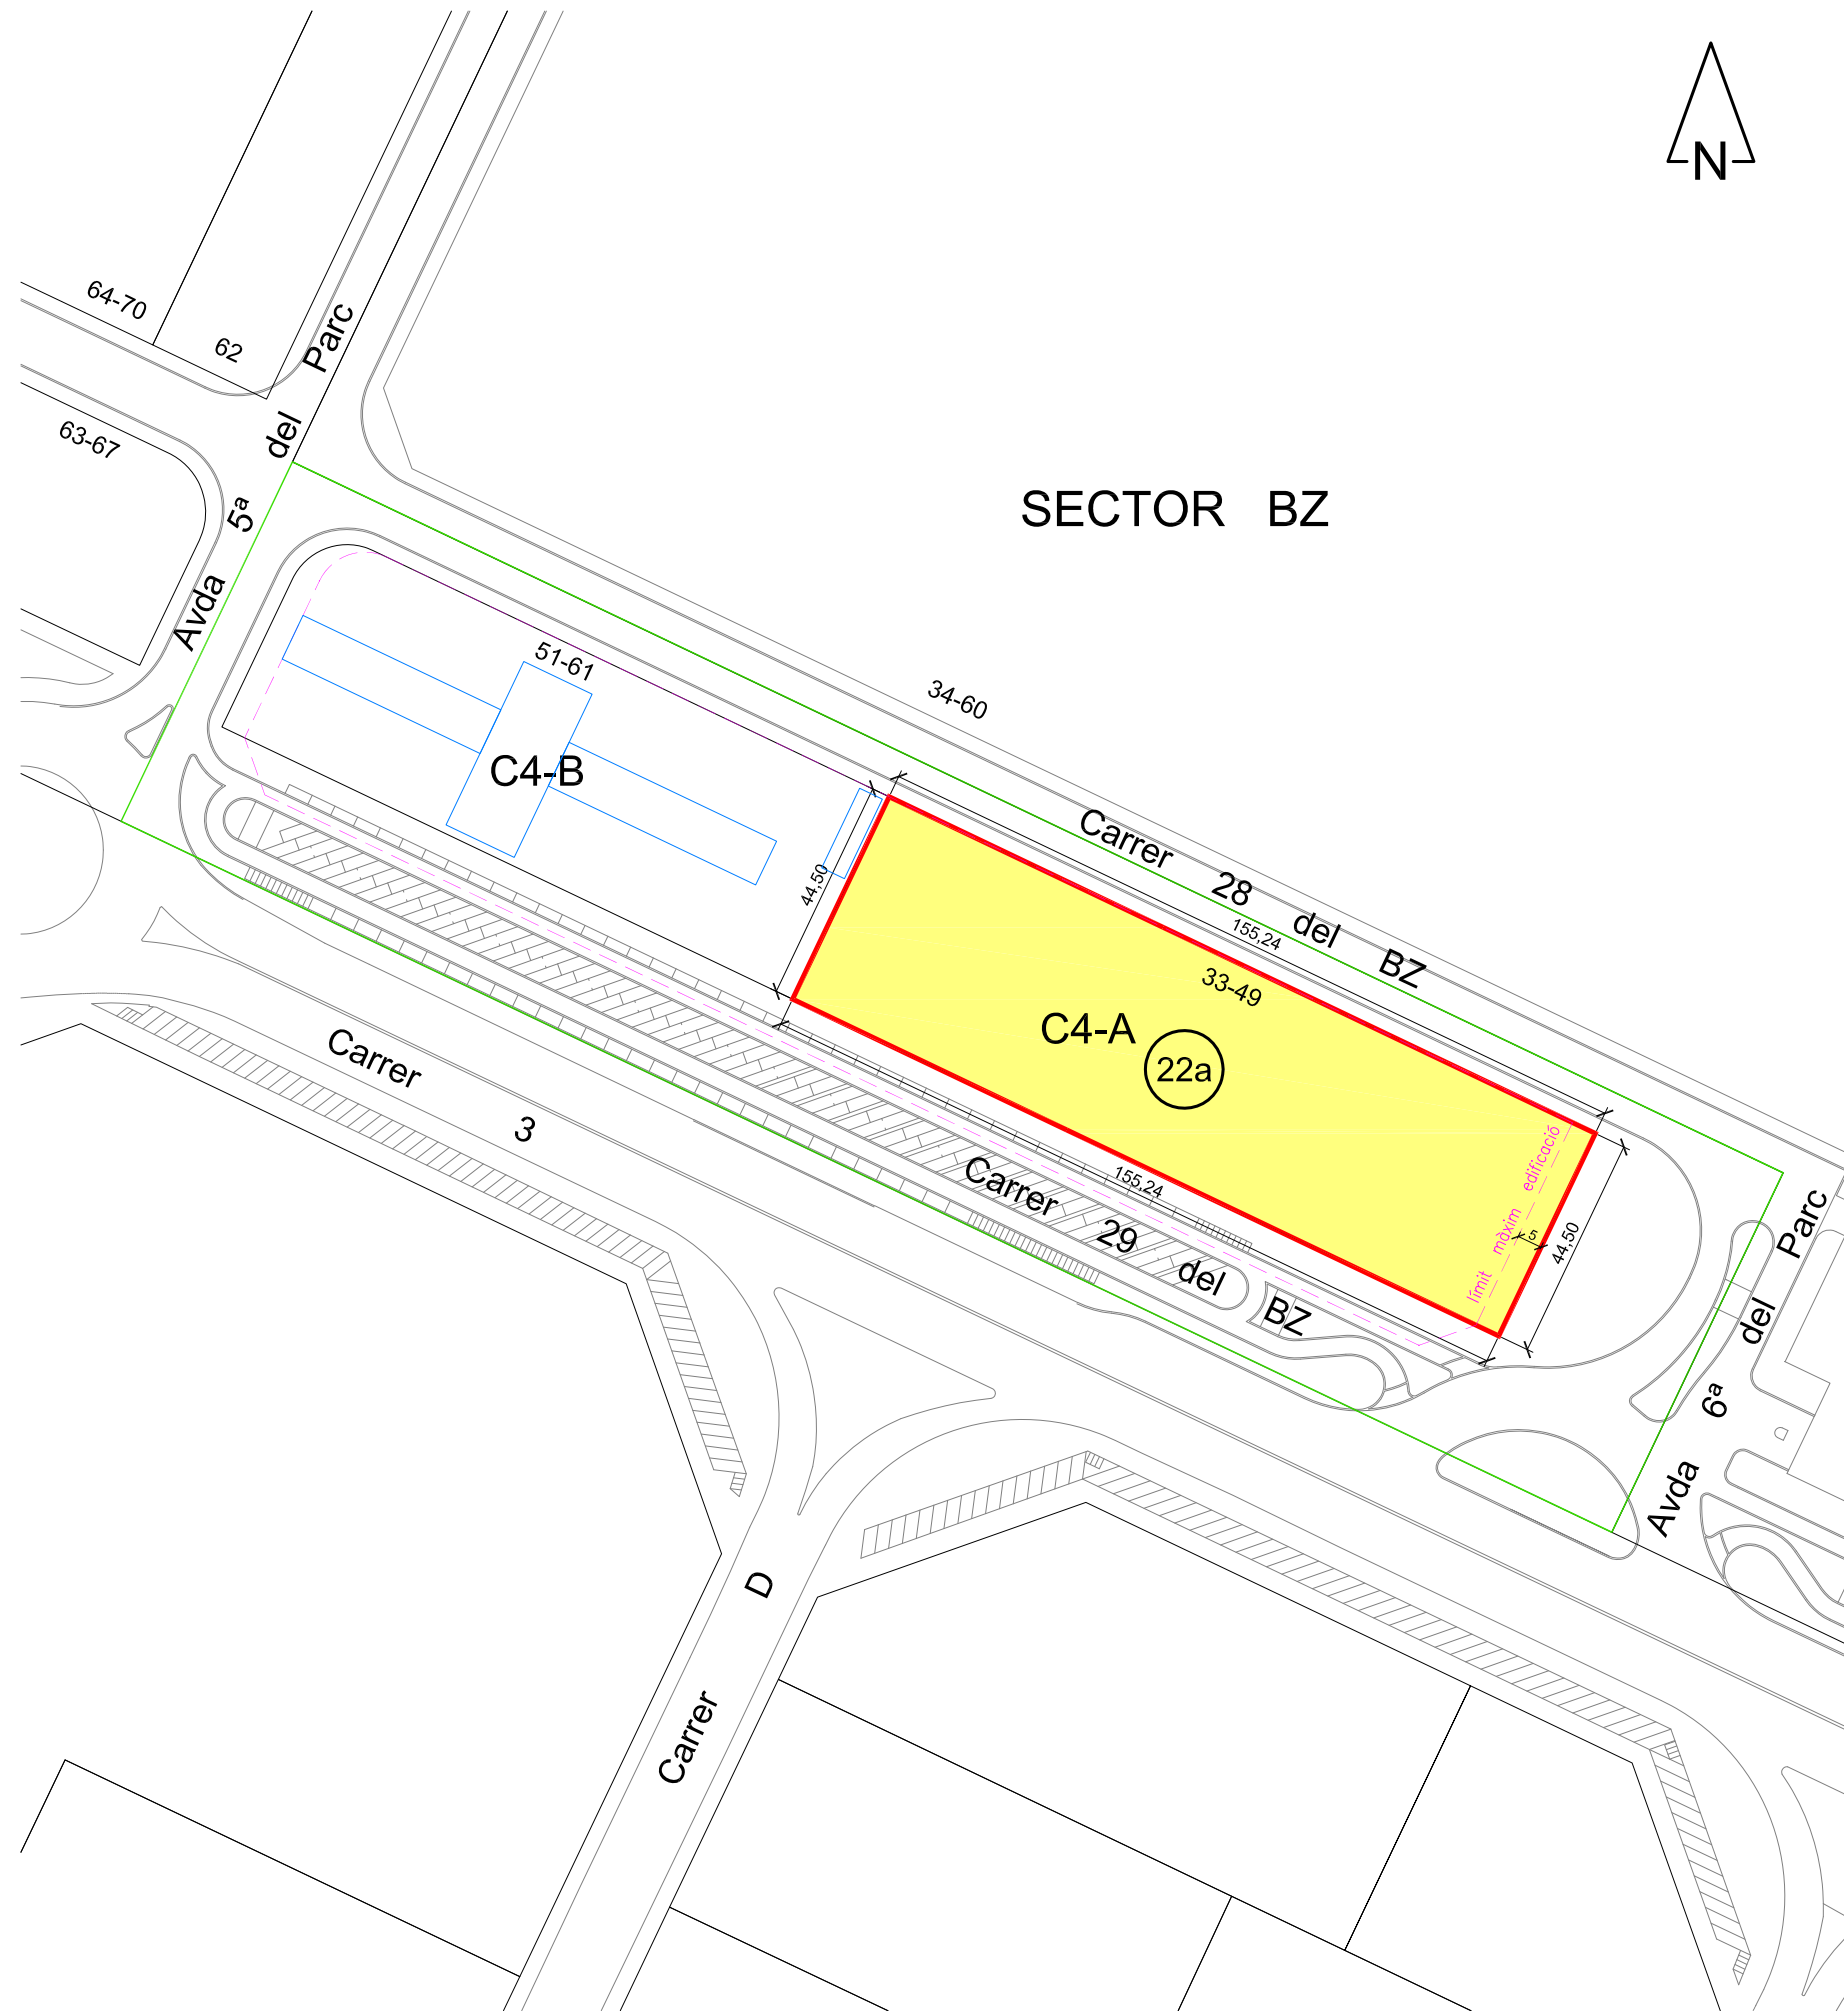 N
64-70
62
63-67
Avda 5ª del Parc
SECTOR BZ
51-61
C4-B
34-60
44,50
Carrer 28 del BZ
155,24
33-49
C4-A
22a
límit màxim edificació
5
44,50
155,24
Carrer 29 del BZ
Carrer 3
Avda 6ª del Parc
Carrer D